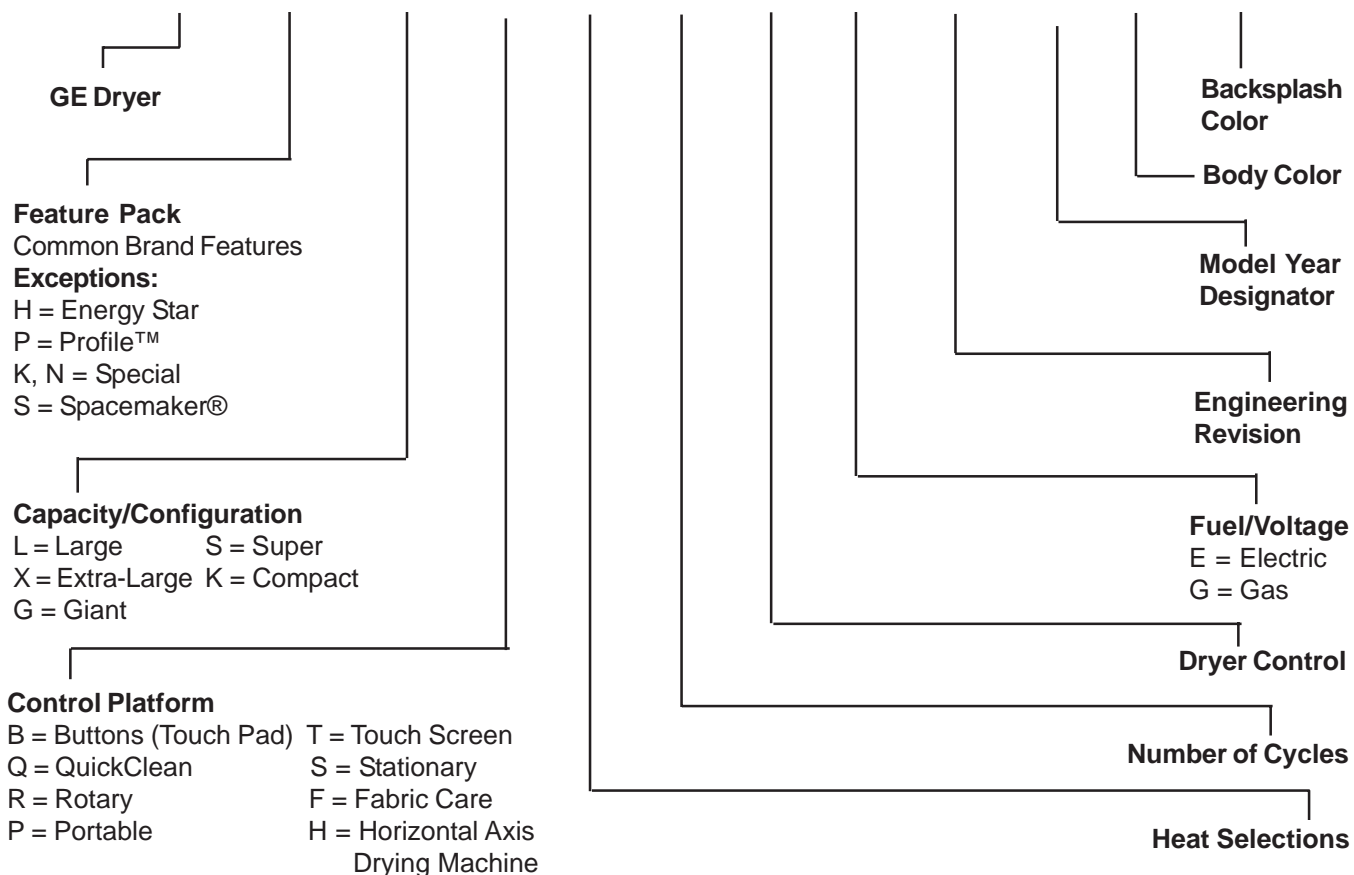 GE Dryer
Feature Pack
Common Brand Features
Exceptions:
H = Energy Star
P = Profile™
K, N = Special
S = Spacemaker®
Capacity/Configuration
L = Large S = Super
X = Extra-Large K = Compact
G = Giant
Control Platform
B = Buttons (Touch Pad) T = Touch Screen
Q = QuickClean S = Stationary
R = Rotary F = Fabric Care
P = Portable H = Horizontal Axis
Drying Machine
Backsplash
Color
Body Color
Model Year
Designator
Engineering
Revision
Fuel/Voltage
E = Electric
G = Gas
Dryer Control
Number of Cycles
Heat Selections